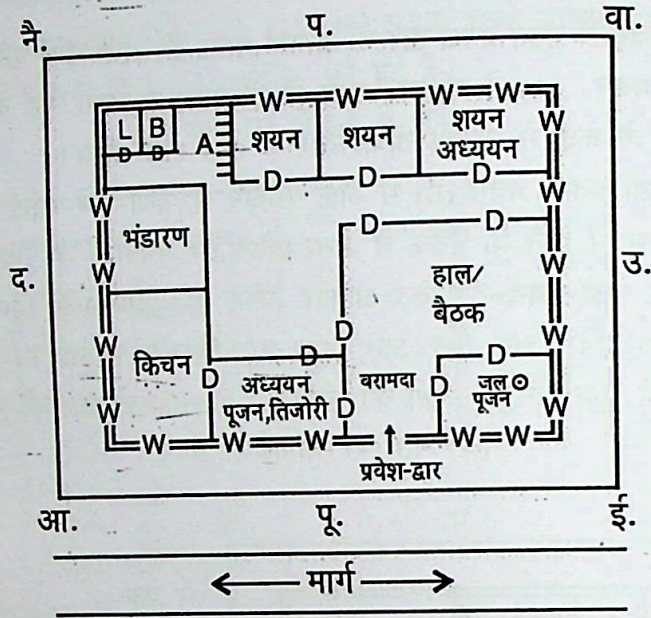 नै. प. वा.
W W W W
L B A शयन शयन शयन
अध्ययन
D D D D D
W
W W
भंडारण
D D
द. W हाल/ W उ.
बैठक
D W
किचन D D
D अध्ययन बरामदा D जल
पूजन,तिजोरी पूजन
W D W
W W W W W
प्रवेश-द्वार
आ. पू. ई.
मार्ग